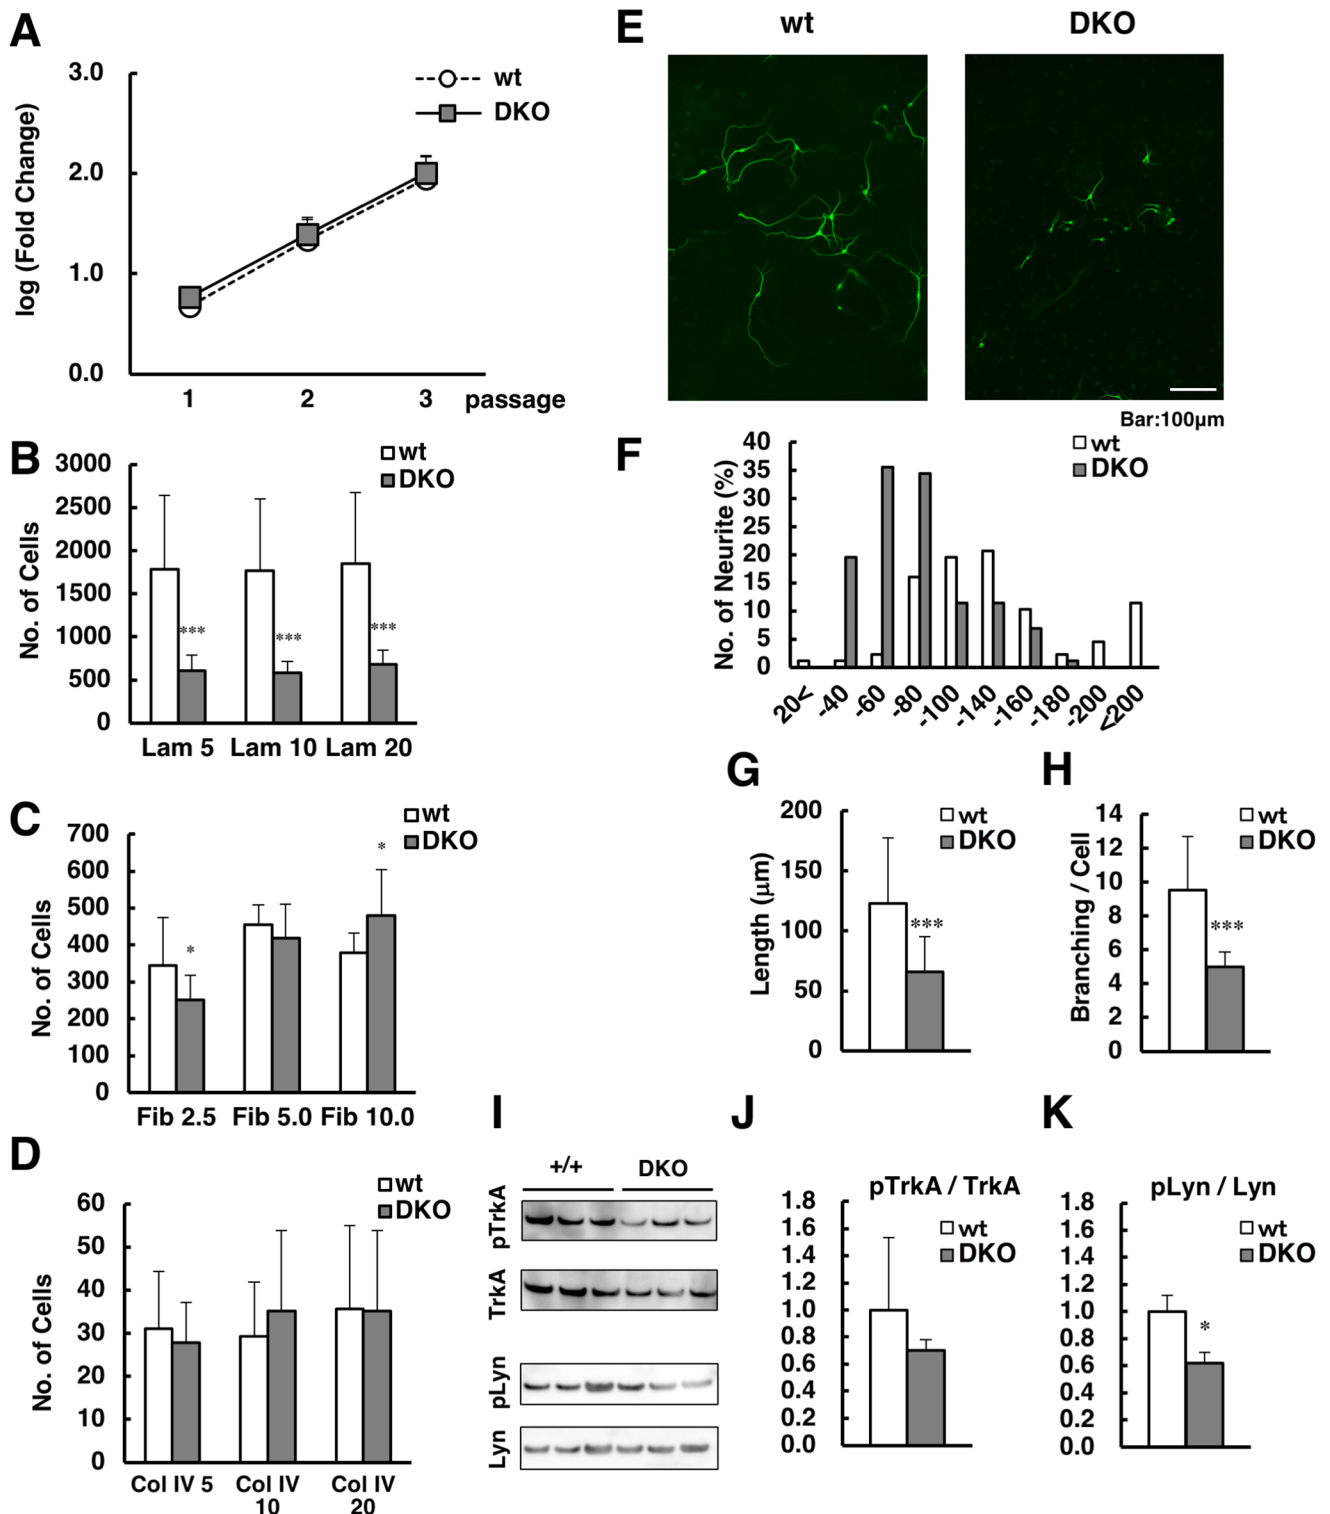 A
3.0
2.0
1.0
0.0
log (Fold Change)
wt
DKO
1 2 3 passage
B
3000
2500
2000
1500
1000
500
0
No. of Cells
wt
DKO
***
***
***
Lam 5 Lam 10 Lam 20
C
700
600
500
400
300
200
100
0
No. of Cells
wt
DKO
*
*
Fib 2.5 Fib 5.0 Fib 10.0
D
60
50
40
30
20
10
0
No. of Cells
wt
DKO
Col IV 5 Col IV 10 Col IV 20
E
wt DKO
Bar:100μm
F
40
35
30
25
20
15
10
5
0
No. of Neurite (%)
wt
DKO
20< -40 -60 -80 -100 -140 -160 -180 -200 <200
G
200
150
100
50
0
Length (μm)
wt
DKO
***
H
14
12
10
8
6
4
2
0
Branching / Cell
wt
DKO
***
I
+/+ DKO
pTrkA
TrkA
pLyn
Lyn
J
pTrkA / TrkA
1.8
1.6
1.4
1.2
1.0
0.8
0.6
0.4
0.2
0.0
wt
DKO
K
pLyn / Lyn
1.8
1.6
1.4
1.2
1.0
0.8
0.6
0.4
0.2
0.0
wt
DKO
*